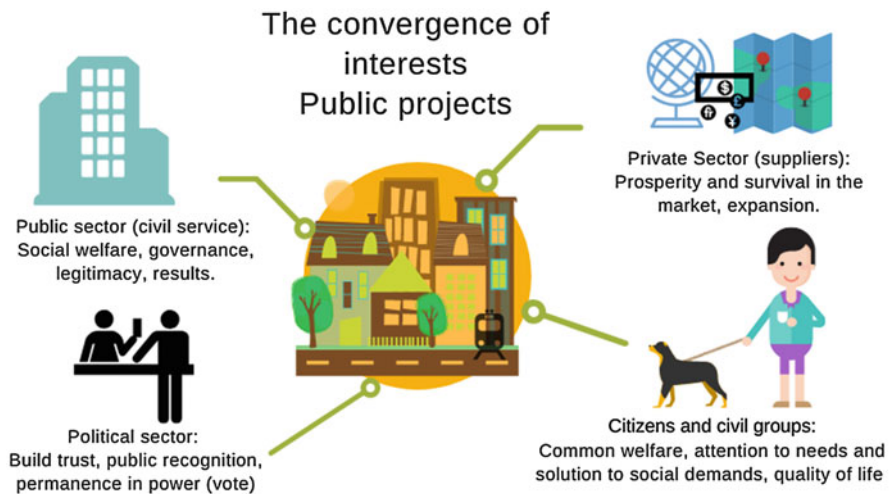 The convergence of
interests
Public projects
Public sector (civil service):
Social welfare, governance,
legitimacy, results.
Private Sector (suppliers):
Prosperity and survival in the
market, expansion.
Political sector:
Build trust, public recognition,
permanence in power (vote)
Citizens and civil groups:
Common welfare, attention to needs and
solution to social demands, quality of life